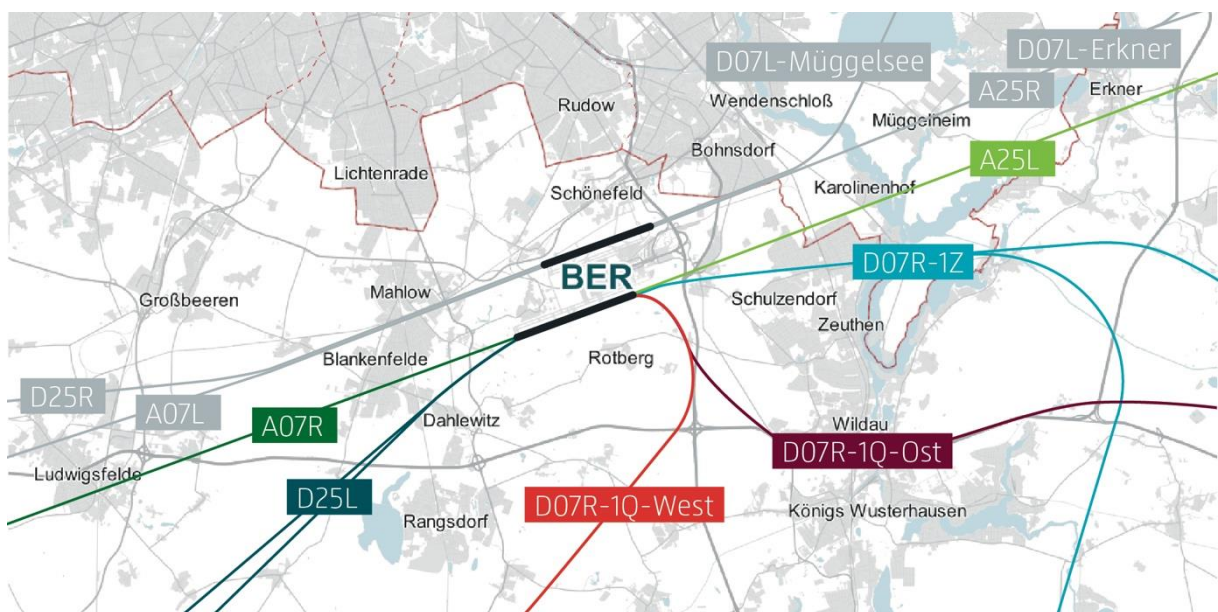 D07L-Müggelsee
D07L-Erkner
Erkner
A25R
Wendenschloß
Rudow
Müggelheim
Bohnsdorf
A25L
Lichtenrade
Schönefeld
Karolinenhof
BER
D07R-1Z
Großbeeren
Mahlow
Schulzendorf
Zeuthen
Blankenfelde
Rotberg
D25R
A07L
A07R
Dahlewitz
Wildau
D07R-1Q-Ost
Ludwigsfelde
D25L
D07R-1Q-West
Rangsdorf
Königs Wusterhausen